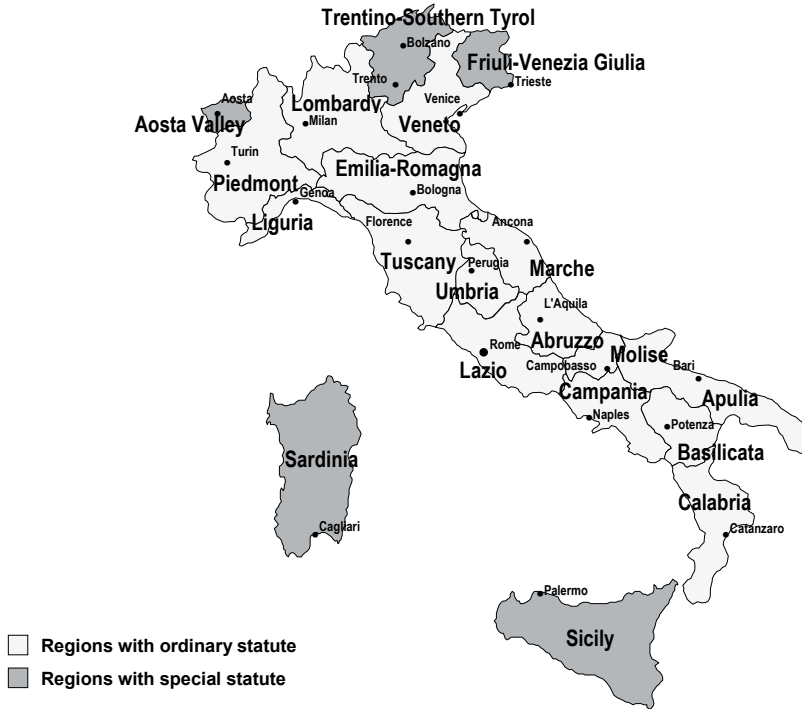 Trentino-Southern Tyrol
Bolzano
Friuli-Venezia Giulia
Trento
Trieste
Aosta
Lombardy
Venice
Aosta Valley
Milan
Veneto
Turin
Emilia-Romagna
Piedmont
Bologna
Genoa
Liguria
Florence
Ancona
Tuscany
Perugia
Marche
Umbria
L'Aquila
Abruzzo
Rome
Molise
Lazio
Campobasso
Bari
Campania
Apulia
Naples
Potenza
Sardinia
Basilicata
Calabria
Cagliari
Catanzaro
Palermo
Sicily
Regions with ordinary statute
Regions with special statute